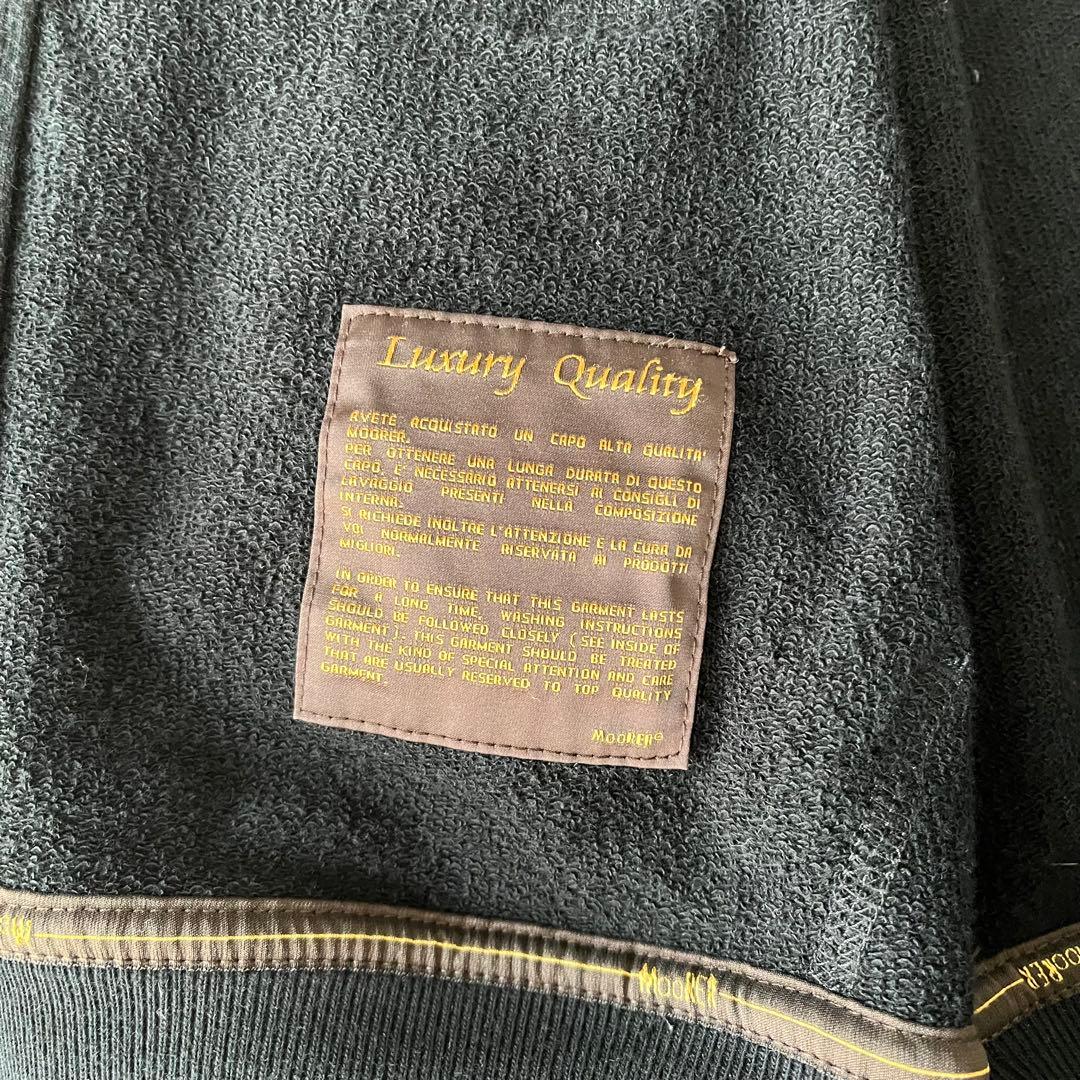 Luxury Quality
AVETE ACQUISTATO UN CAPO ALTA QUALITA'
MOORER.
PER OTTENERE UNA LUNGA DURATA DI QUESTO
CAPO, E' NECESSARIO ATTENERSI AI CONSIGLI DI
LAVAGGIO PRESENTI NELLA COMPOSIZIONE
INTERNA.
SI RICHIEDE INOLTRE L'ATTENZIONE E LA CURA DA
VOI NORMALMENTE RISERVATA AI PRODOTTI
MIGLIORI.
IN ORDER TO ENSURE THAT THIS GARMENT LASTS
FOR A LONG TIME, WASHING INSTRUCTIONS
SHOULD BE FOLLOWED CLOSELY (SEE INSIDE OF
GARMENT). THIS GARMENT SHOULD BE TREATED
WITH THE KIND OF SPECIAL ATTENTION AND CARE
THAT ARE USUALLY RESERVED TO TOP QUALITY
GARMENT.
MOORER®
MOORER
MOORER